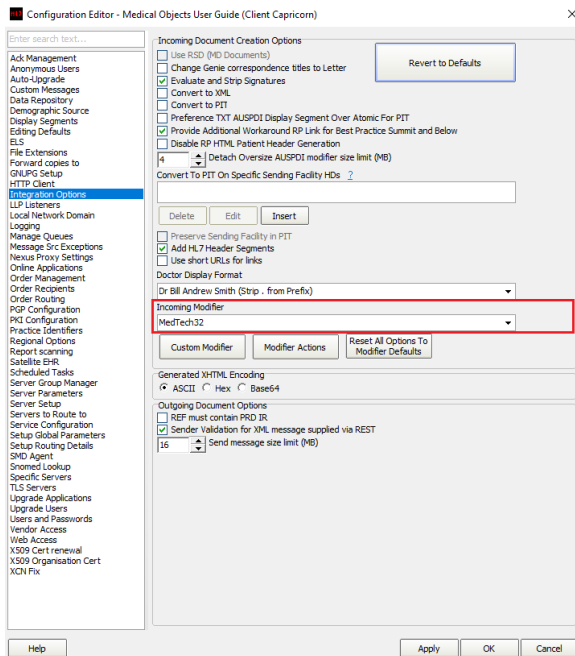 HLT Configuration Editor - Medical Objects User Guide (Client Capricorn)
Enter search text...
Ack Management
Anonymous Users
Auto-Upgrade
Custom Messages
Data Repository
Demographic Source
Display Segments
Editing Defaults
ELS
File Extensions
Forward copies to
GNUPG Setup
HTTP Client
Integration Options
LLP Listeners
Local Network Domain
Logging
Manage Queues
Message Src Exceptions
Nexus Proxy Settings
Online Applications
Order Management
Order Recipients
Order Routing
PGP Configuration
PKI Configuration
Practice Identifiers
Regional Options
Report scanning
Satellite EHR
Scheduled Tasks
Server Group Manager
Server Parameters
Server Setup
Servers to Route to
Service Configuration
Setup Global Parameters
Setup Routing Details
SMD Agent
Snomed Lookup
Specific Servers
TLS Servers
Upgrade Applications
Upgrade Users
Users and Passwords
Vendor Access
Web Access
X509 Cert renewal
X509 Organisation Cert
XCN Fix
Incoming Document Creation Options
Use RSD (MD Documents)
Revert to Defaults
Change Genie correspondence titles to Letter
Evaluate and Strip Signatures
Convert to XML
Convert to PIT
Preference TXT AUSPDI Display Segment Over Atomic For PIT
Provide Additional Workaround RP Link for Best Practice Summit and Below
Disable RP HTML Patient Header Generation
4 Detach Oversize AUSPDI modifier size limit (MB)
Convert To PIT On Specific Sending Facility HDs ?
Delete Edit Insert
Preserve Sending Facility in PIT
Add HL7 Header Segments
Use short URLs for links
Doctor Display Format
Dr Bill Andrew Smith (Strip . from Prefix)
Incoming Modifier
MedTech32
Custom Modifier Modifier Actions Reset All Options To
Modifier Defaults
Generated XHTML Encoding
ASCII Hex Base64
Outgoing Document Options
REF must contain PRD IR
Sender Validation for XML message supplied via REST
16 Send message size limit (MB)
Help Apply OK Cancel